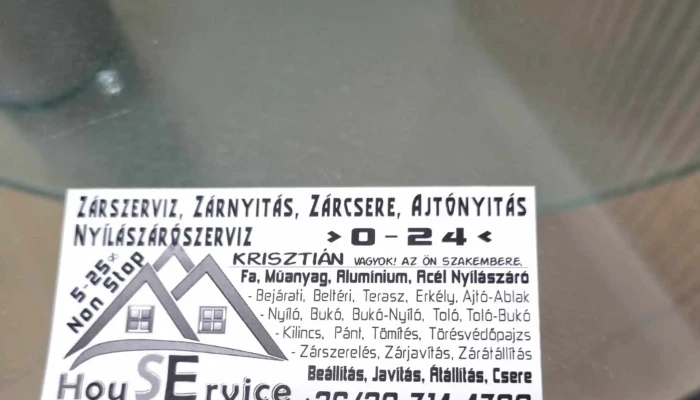 ZÁRSZERVIZ, ZÁRNYITÁS, ZÁRCSERE, AJTÓNYITÁS
NYÍLÁSZÁRÓSZERVIZ > 0-24 <
KRISZTIÁN VAGYOK! AZ ÖN SZAKEMBERE.
5-25%
Non Stop
Fa, Műanyag, Alumínium, Acél Nyílászáró
- Bejárati, Beltéri, Terasz, Erkély, Ajtó-Ablak
- Nyíló, Bukó, Bukó-Nyíló, Toló, Toló-Bukó
- Kilincs, Pánt, Tömítés, Törésvédőpajzs
- Zárszerelés, Zárjavítás, Zárátállítás
Beállítás, Javítás, Átállítás, Csere
HouSErvice